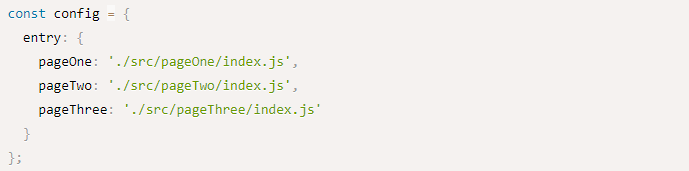 const config = {
  entry: {
    pageOne: './src/pageOne/index.js',
    pageTwo: './src/pageTwo/index.js',
    pageThree: './src/pageThree/index.js'
  }
};